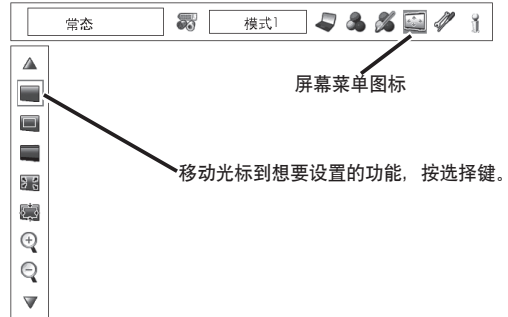 常态
模式1
屏幕菜单图标
移动光标到想要设置的功能，按选择键。